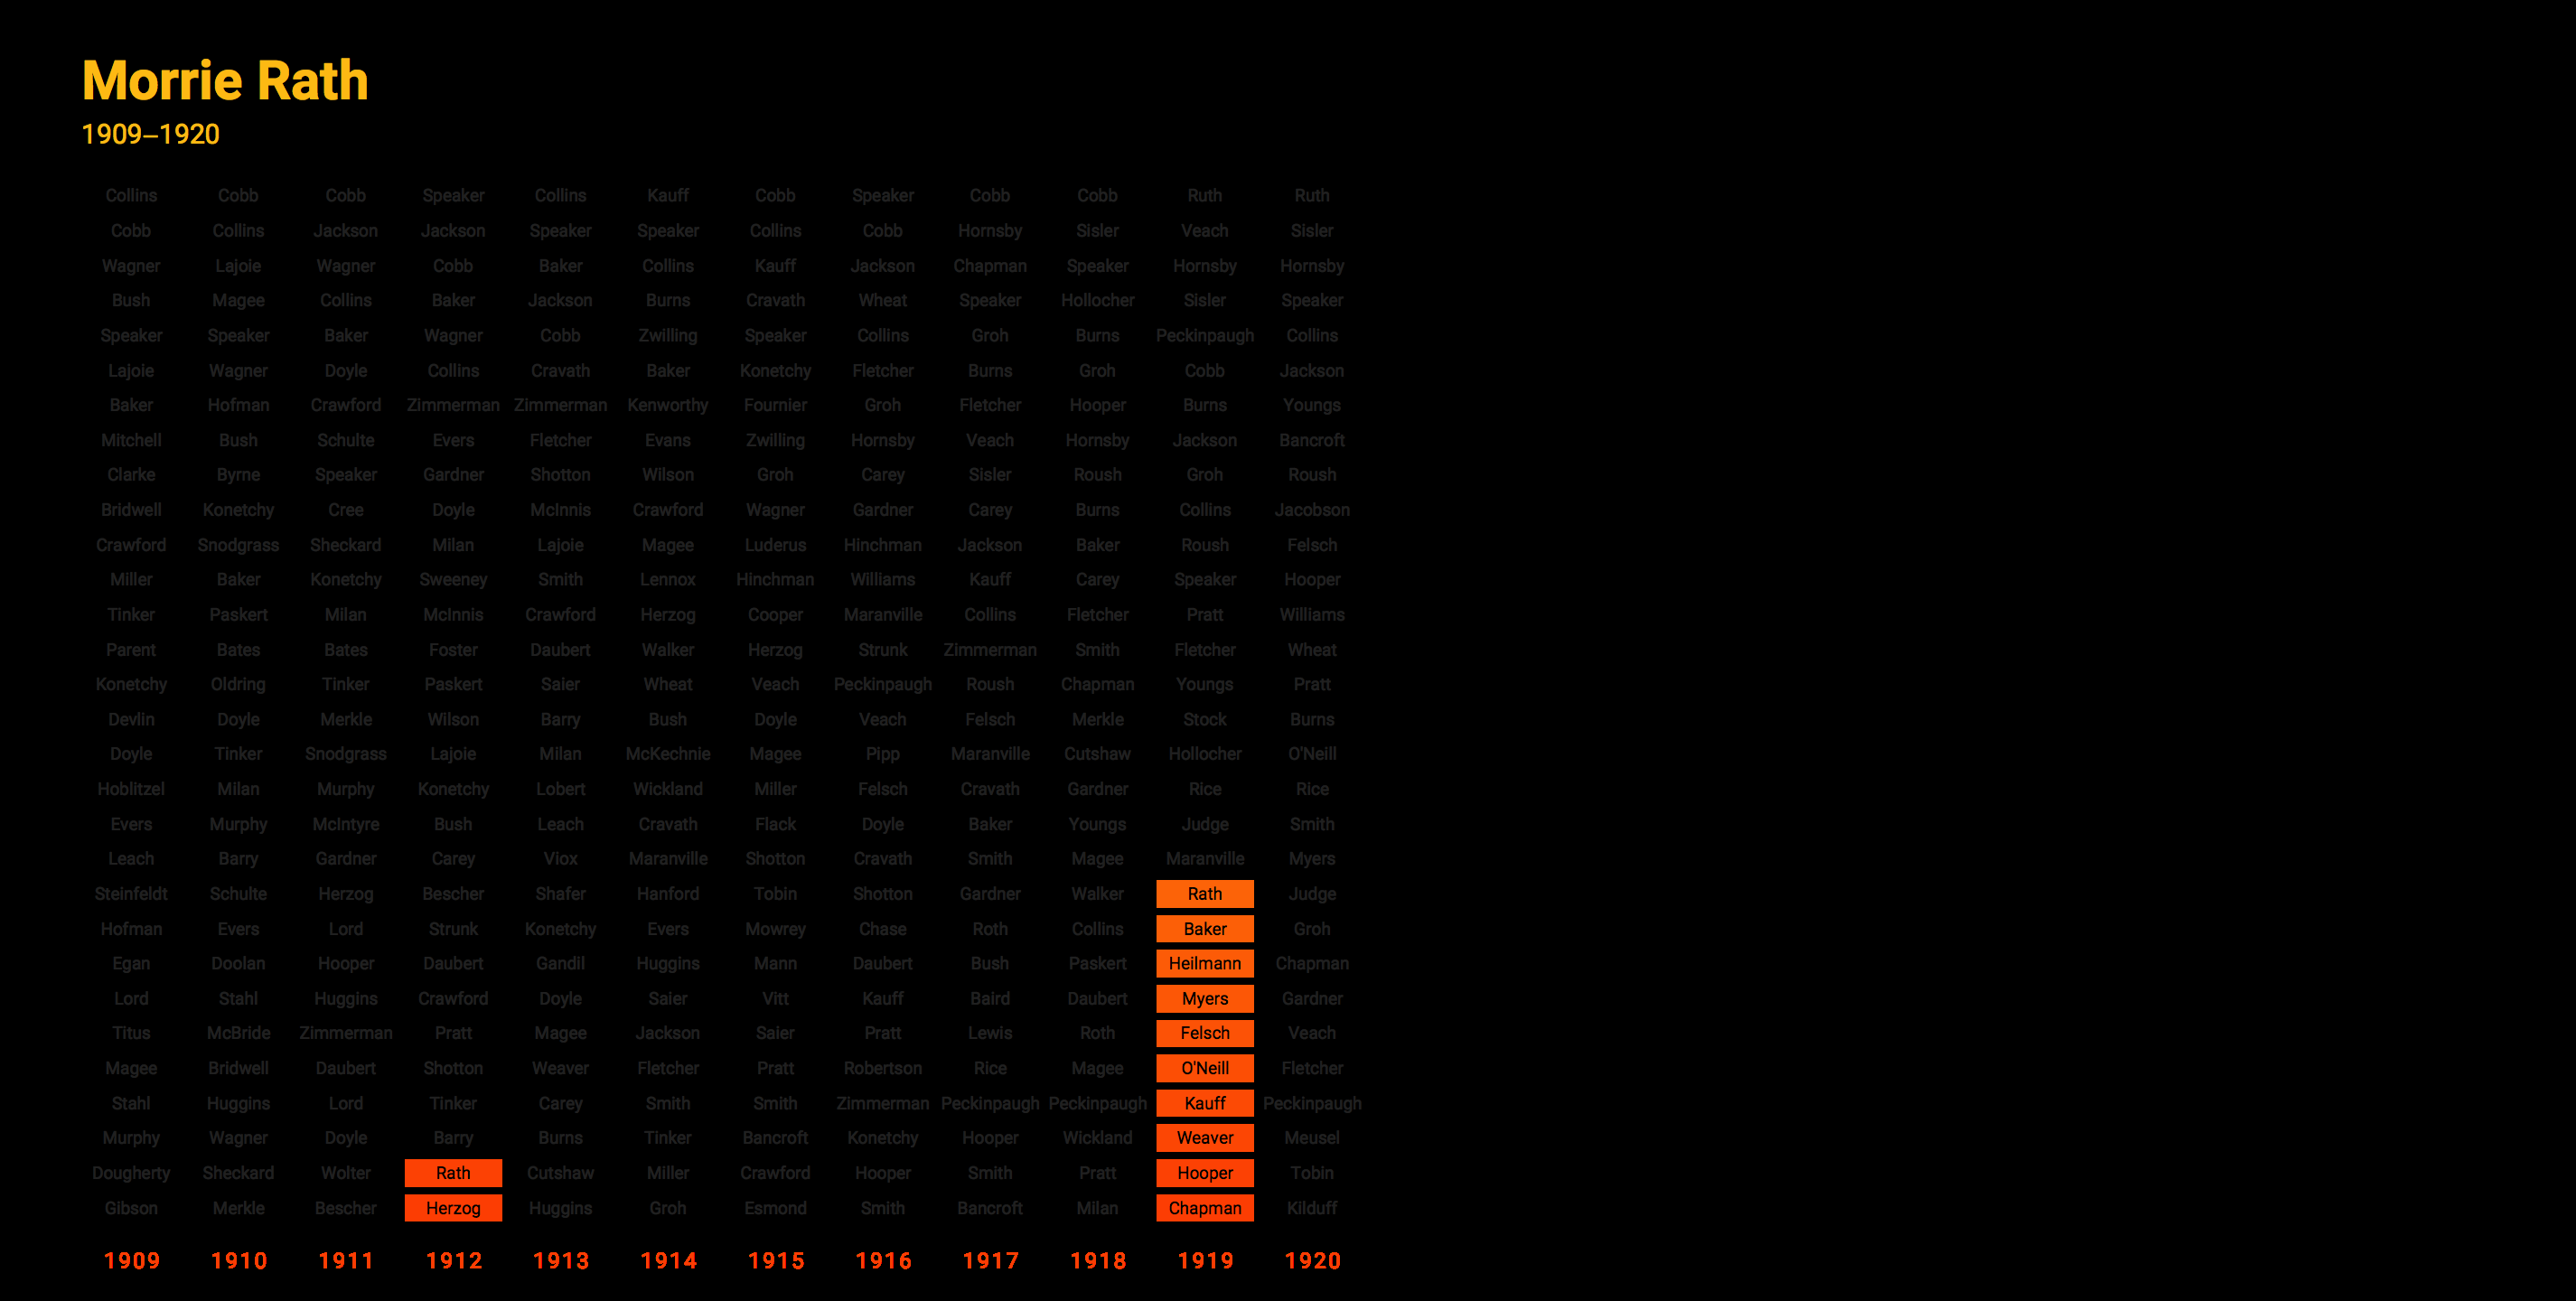 Morrie Rath
1909–1920
Collins Cobb Cobb Speaker Collins Kauff Cobb Speaker Cobb Cobb Ruth Ruth
Cobb Collins Jackson Jackson Speaker Speaker Collins Cobb Hornsby Sisler Veach Sisler
Wagner Lajoie Wagner Cobb Baker Collins Kauff Jackson Chapman Speaker Hornsby Hornsby
Bush Magee Collins Baker Jackson Burns Cravath Wheat Speaker Hollocher Sisler Speaker
Speaker Speaker Baker Wagner Cobb Zwilling Speaker Collins Groh Burns Peckinpaugh Collins
Lajoie Wagner Doyle Collins Cravath Baker Konetchy Fletcher Burns Groh Cobb Jackson
Baker Hofman Crawford Zimmerman Zimmerman Kenworthy Fournier Groh Fletcher Hooper Burns Youngs
Mitchell Bush Schulte Evers Fletcher Evans Zwilling Hornsby Veach Hornsby Jackson Bancroft
Clarke Byrne Speaker Gardner Shotton Wilson Groh Carey Sisler Roush Groh Roush
Bridwell Konetchy Cree Doyle McInnis Crawford Wagner Gardner Carey Burns Collins Jacobson
Crawford Snodgrass Sheckard Milan Lajoie Magee Luderus Hinchman Jackson Baker Roush Felsch
Miller Baker Konetchy Sweeney Smith Lennox Hinchman Williams Kauff Carey Speaker Hooper
Tinker Paskert Milan McInnis Crawford Herzog Cooper Maranville Collins Fletcher Pratt Williams
Parent Bates Bates Foster Daubert Walker Herzog Strunk Zimmerman Smith Fletcher Wheat
Konetchy Oldring Tinker Paskert Saier Wheat Veach Peckinpaugh Roush Chapman Youngs Pratt
Devlin Doyle Merkle Wilson Barry Bush Doyle Veach Felsch Merkle Stock Burns
Doyle Tinker Snodgrass Lajoie Milan McKechnie Magee Pipp Maranville Cutshaw Hollocher O'Neill
Hoblitzel Milan Murphy Konetchy Lobert Wickland Miller Felsch Cravath Gardner Rice Rice
Evers Murphy McIntyre Bush Leach Cravath Flack Doyle Baker Youngs Judge Smith
Leach Barry Gardner Carey Viox Maranville Shotton Cravath Smith Magee Maranville Myers
Steinfeldt Schulte Herzog Bescher Shafer Hanford Tobin Shotton Gardner Walker Rath Judge
Hofman Evers Lord Strunk Konetchy Evers Mowrey Chase Roth Collins Baker Groh
Egan Doolan Hooper Daubert Gandil Huggins Mann Daubert Bush Paskert Heilmann Chapman
Lord Stahl Huggins Crawford Doyle Saier Vitt Kauff Baird Daubert Myers Gardner
Titus McBride Zimmerman Pratt Magee Jackson Saier Pratt Lewis Roth Felsch Veach
Magee Bridwell Daubert Shotton Weaver Fletcher Pratt Robertson Rice Magee O'Neill Fletcher
Stahl Huggins Lord Tinker Carey Smith Smith Zimmerman Peckinpaugh Peckinpaugh Kauff Peckinpaugh
Murphy Wagner Doyle Barry Burns Tinker Bancroft Konetchy Hooper Wickland Weaver Meusel
Dougherty Sheckard Wolter Rath Cutshaw Miller Crawford Hooper Smith Pratt Hooper Tobin
Gibson Merkle Bescher Herzog Huggins Groh Esmond Smith Bancroft Milan Chapman Kilduff
1909 1910 1911 1912 1913 1914 1915 1916 1917 1918 1919 1920